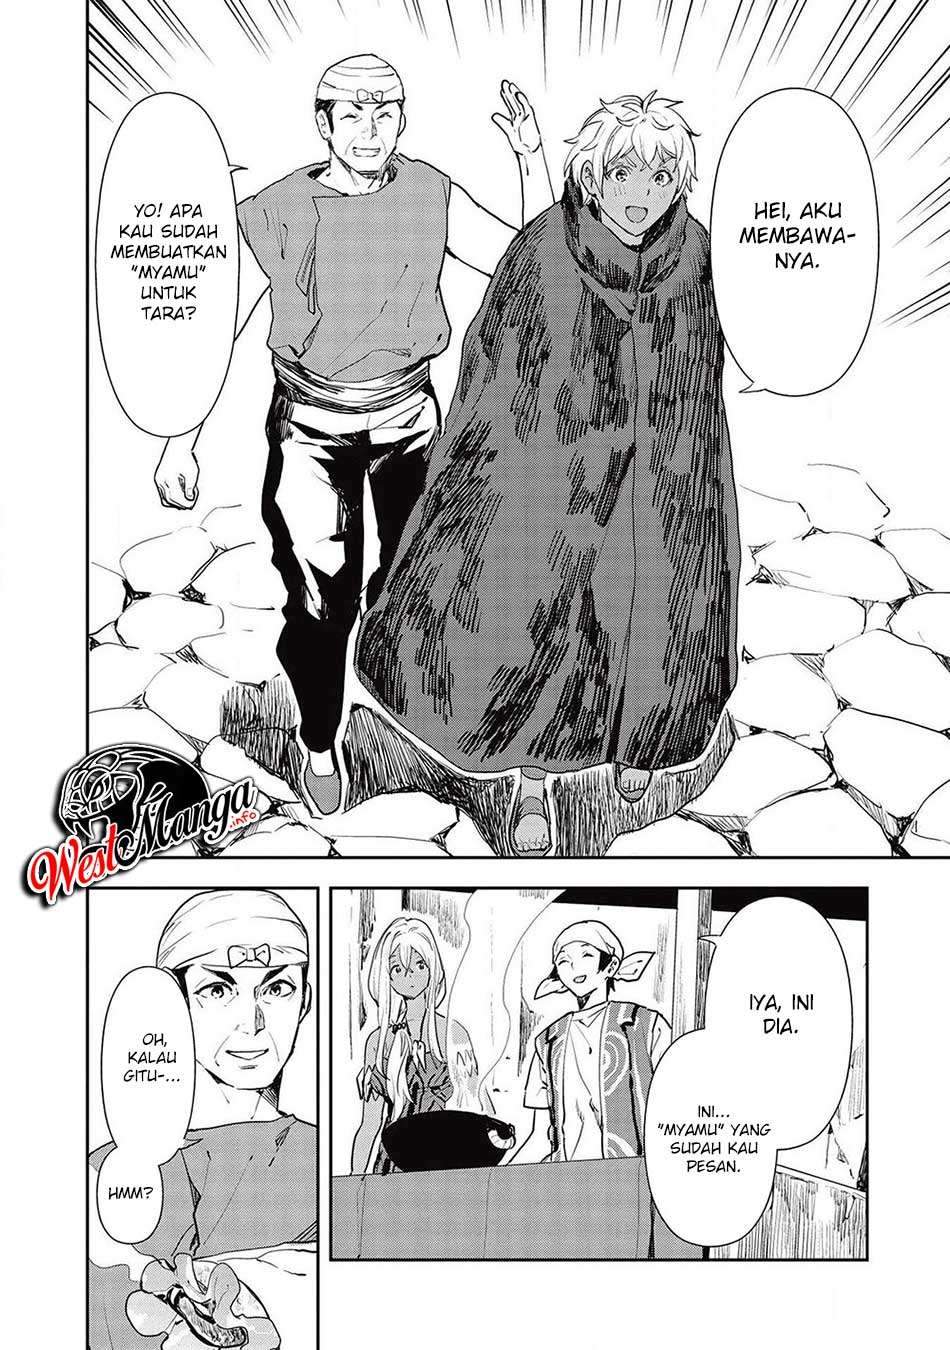 HEI, AKU
MEMBAWA-
NYA.
YO! APA
KAU SUDAH
MEMBUATKAN
"MYAMU"
UNTUK
TARA?
IYA, INI
DIA.
INI...
"MYAMU" YANG
SUDAH KAU
PESAN.
OH,
KALAU
GITU-...
HMM?
WestManga
.info